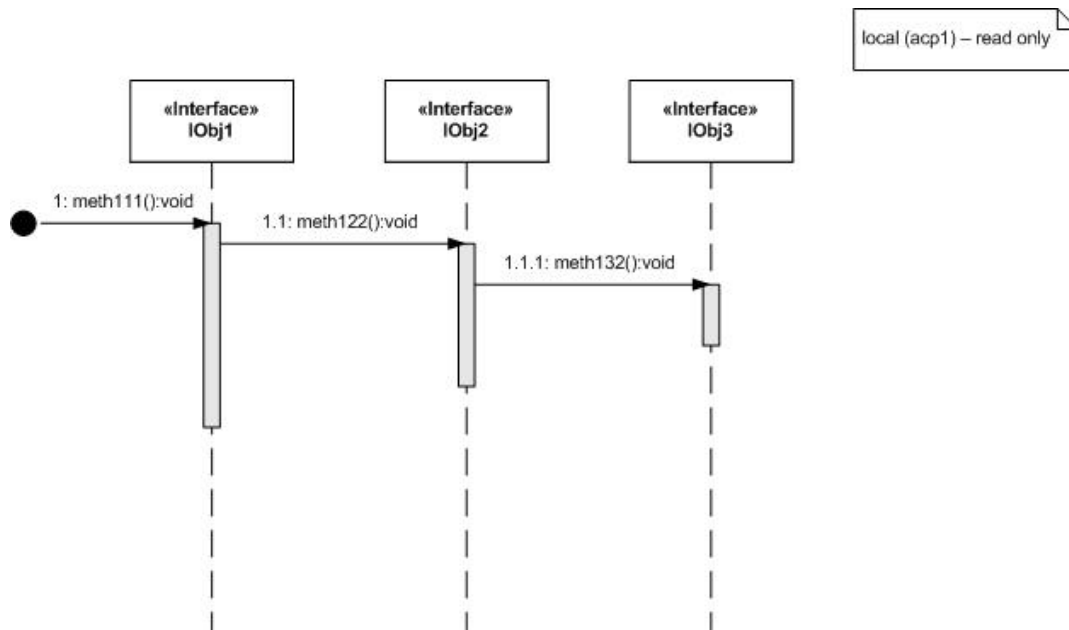 local (acp1) – read only
«Interface»
IObj1
«Interface»
IObj2
«Interface»
IObj3
1: meth111():void
1.1: meth122():void
1.1.1: meth132():void